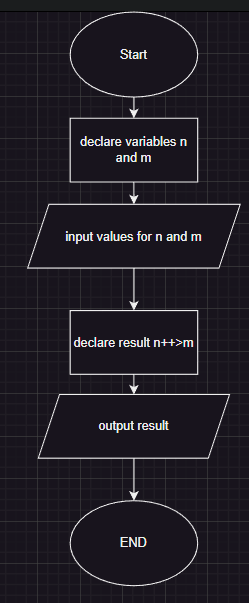 Start
declare variables n
and m
input values for n and m
declare result n++>m
output result
END